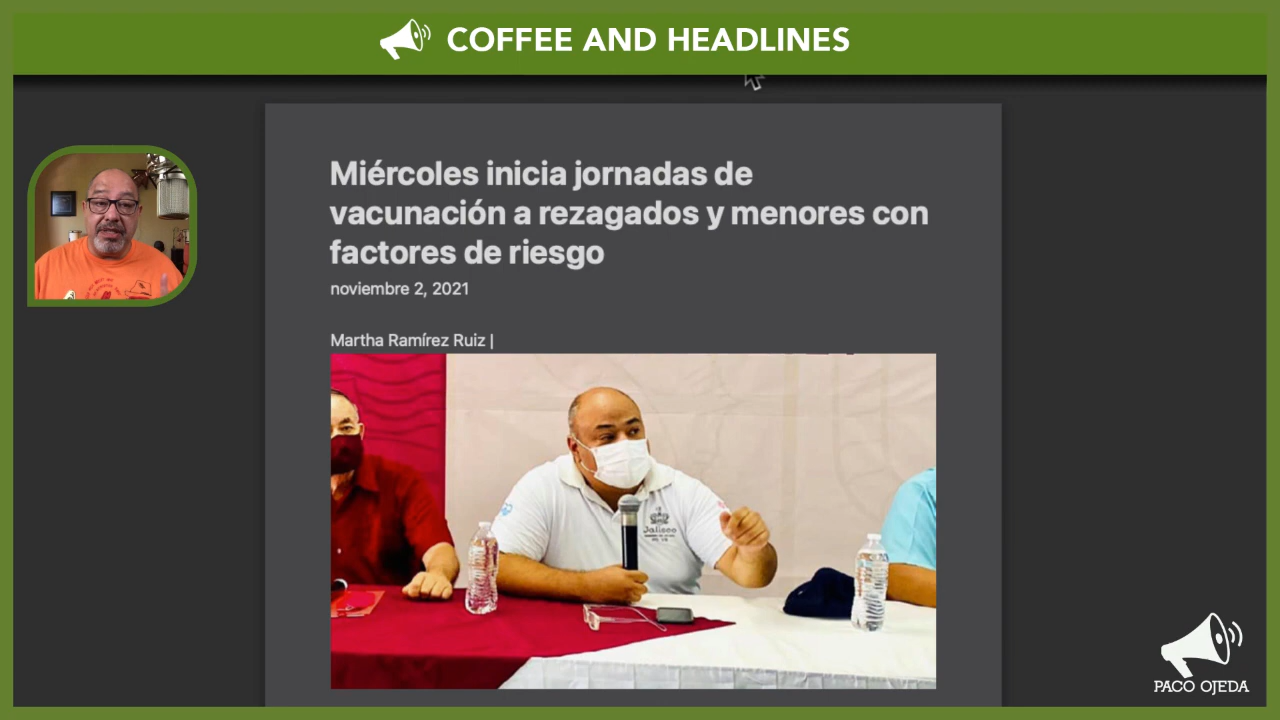 COFFEE AND HEADLINES
Miércoles inicia jornadas de
vacunación a rezagados y menores con
factores de riesgo
noviembre 2, 2021
Martha Ramírez Ruiz |
Jalisco
PACO OJEDA